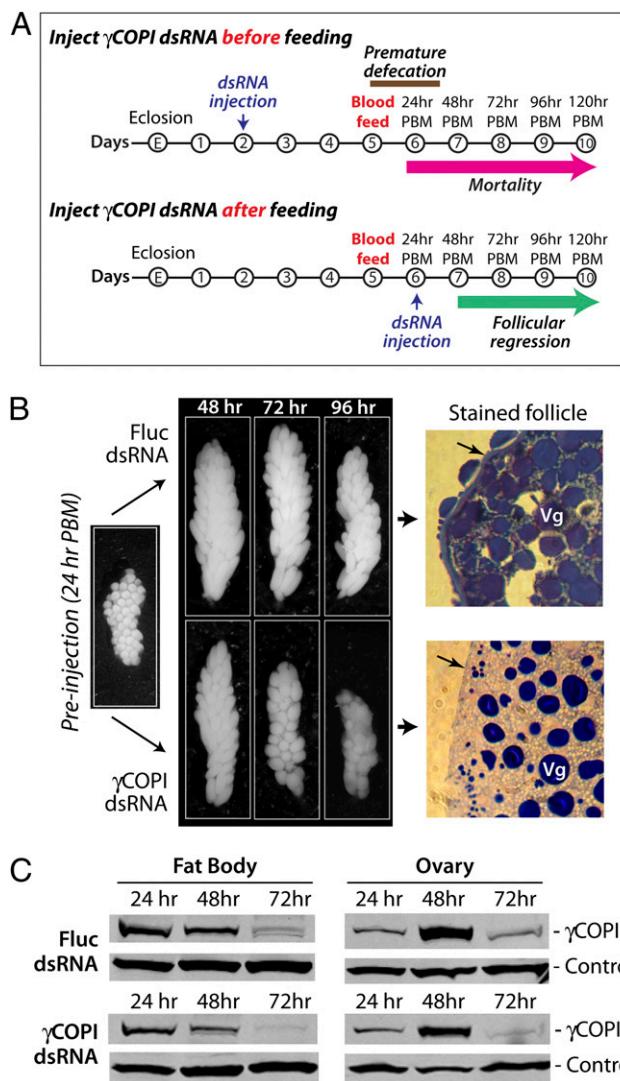 A
Inject γCOPI dsRNA before feeding
Premature
defecation
dsRNA
injection
Blood
feed
24hr
PBM
48hr
PBM
72hr
PBM
96hr
PBM
120hr
PBM
Eclosion
Days E 1 2 3 4 5 6 7 8 9 10
Mortality
Inject γCOPI dsRNA after feeding
Blood
feed
24hr
PBM
48hr
PBM
72hr
PBM
96hr
PBM
120hr
PBM
Eclosion
Days E 1 2 3 4 5 6 7 8 9 10
dsRNA
injection
Follicular
regression
B
Pre-injection (24 hr PBM)
Fluc
dsRNA
48 hr 72 hr 96 hr
Stained follicle
Vg
γCOPI
dsRNA
Vg
C
Fat Body Ovary
24 hr 48hr 72hr 24 hr 48hr 72hr
Fluc
dsRNA
- γCOPI
- Contro
24 hr 48hr 72hr 24 hr 48hr 72hr
γCOPI
dsRNA
- γCOPI
- Contro